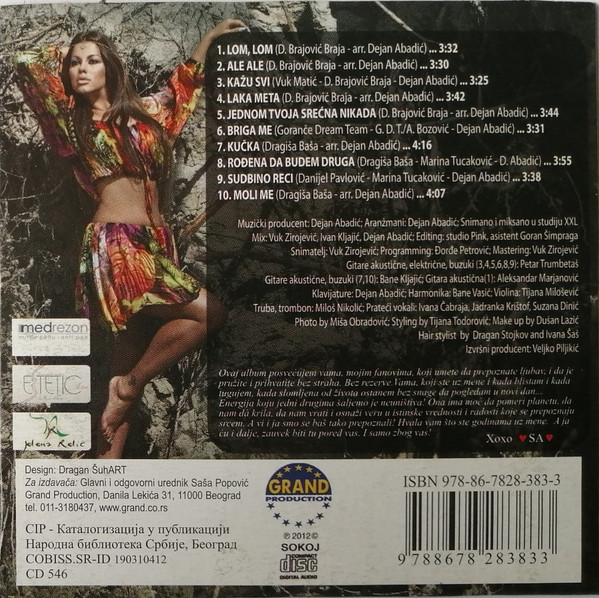 1. LOM, LOM (D. Brajović Braja - arr. Dejan Abadić) ... 3:32
2. ALE ALE (D. Brajović Braja - arr. Dejan Abadić) ... 3:30
3. KAŽU SVI (Vuk Matić - D. Brajović Braja - Dejan Abadić) ... 3:25
4. LAKA META (D. Brajović Braja - arr. Dejan Abadić) ... 3:42
5. JEDNOM TVOJA SREĆNA NIKADA (D. Brajović Braja - arr. Dejan Abadić) ... 3:44
6. BRIGA ME (Goranče Dream Team - G. D. T./A. Bozović - Dejan Abadić) ... 3:31
7. KUČKA (Dragiša Baša - arr. Dejan Abadić) ... 4:16
8. ROĐENA DA BUDEM DRUGA (Dragiša Baša - Marina Tucaković - D. Abadić) ... 3:55
9. SUDBINO RECI (Danijel Pavlović - Marina Tucaković - Dejan Abadić) ... 3:38
10. MOLI ME (Dragiša Baša - arr. Dejan Abadić) ... 4:07
Muzički producent: Dejan Abadić; Aranžmani: Dejan Abadić; Snimano i miksano u studiju XXL
Mix: Vuk Zirojević, Ivan Kljajić, Dejan Abadić; Editing: studio Pink, asistent Goran Šimpraga
Snimatelj: Vuk Zirojević; Programming: Đorđe Petrović; Mastering: Vuk Zirojević
Gitare akustične, električne, buzuki (3,4,5,6,8,9): Petar Trumbetaš
Gitare akustične, buzuki (7,10): Bane Kljajić; Gitara akustična(1): Aleksandar Marjanović
Klavijature: Dejan Abadić; Harmonika: Bane Vasić; Violina: Tijana Milošević
Truba, trombon: Miloš Nikolić; Prateći vokali: Ivana Čabraja, Jadranka Krištof, Suzana Dinić
Photo by Miša Obradović; Styling by Tijana Todorović; Make up by Dušan Lazić
Hair stylist by Dragan Stojkov and Ivana Šaš
Izvršni producent: Veljko Piljikić
Ovaj album posvećujem vama, mojim fanovima, koji umete da prepoznate ljubav, i da je
pružite i prihvatite bez straha. Bez rezerve. Vama, koji ste uz mene i kada blistam i kada
tugujem, kada slomljena od života ostanem bez snage da pogledam u novi dan...
Energija koju jedni drugima šaljemo je neuništiva! Ona ima moć da pomeri planetu, da
nam da krila, da nam vrati i osnaži veru u istinske vrednosti i radosti koje se prepoznaju
srcem. A vi i ja smo se baš tako prepoznali! Hvala vam što ste godinama uz mene. A ja
ću i dalje, zauvek biti tu pored vas. I samo zbog vas!
Xoxo ♥SA♥
medrezon
Design: Dragan ŠuhART
Za izdavača: Glavni i odgovorni urednik Saša Popović
Grand Production, Danila Lekića 31, 11000 Beograd
tel. 011-3180437, www.grand.co.rs
CIP - Каталогизација у публикацији
Народна библиотека Србије, Београд
COBISS.SR-ID 190310412
CD 546
GRAND
PRODUCTION
℗ 2012 ©
SOKOJ
COMPACT
disc
DIGITAL AUDIO
ISBN 978-86-7828-383-3
9 788678 283833